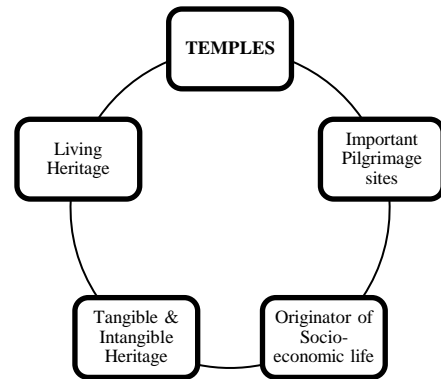 TEMPLES
Important
Pilgrimage
sites
Originator of
Socio-
economic life
Tangible &
Intangible
Heritage
Living
Heritage